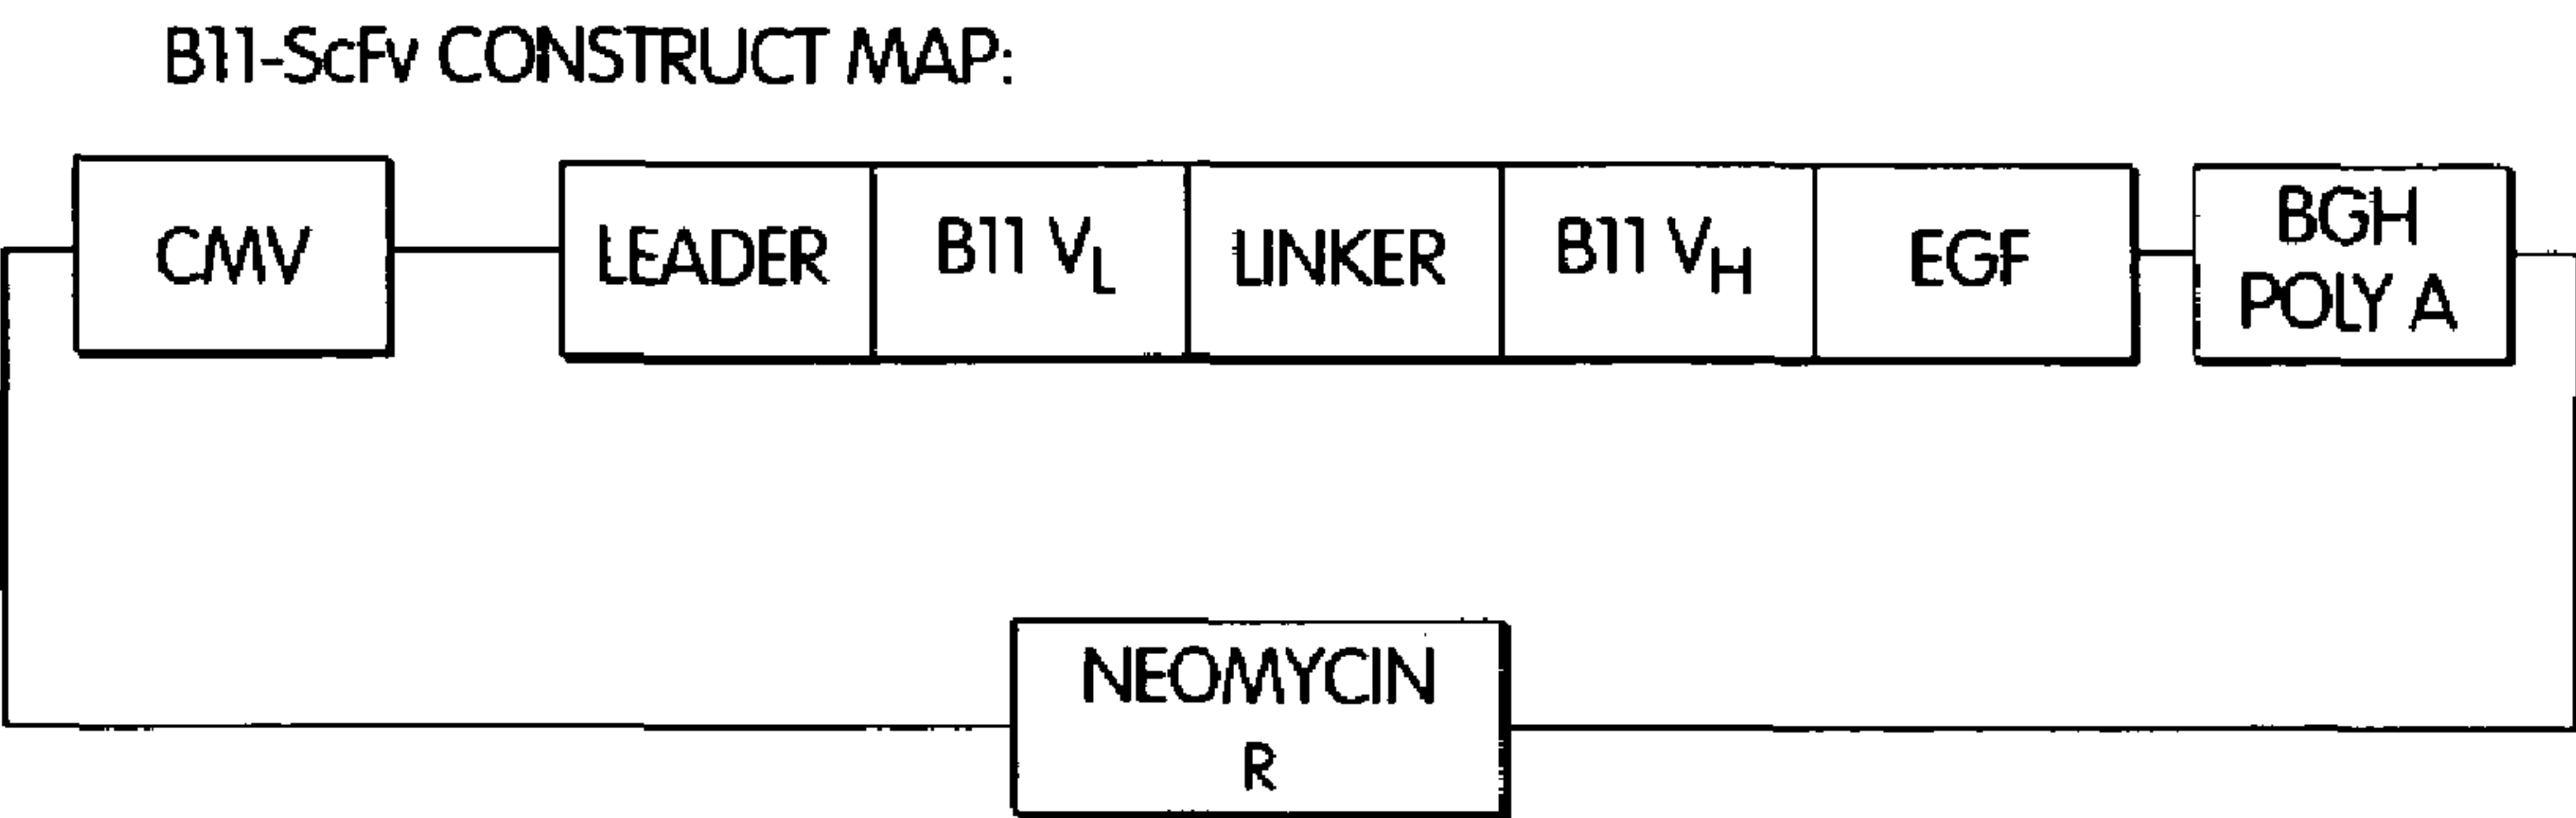 B11-ScFv CONSTRUCT MAP:
CMV
LEADER
B11 VL
LINKER
B11 VH
EGF
BGH
POLY A
NEOMYCIN
R